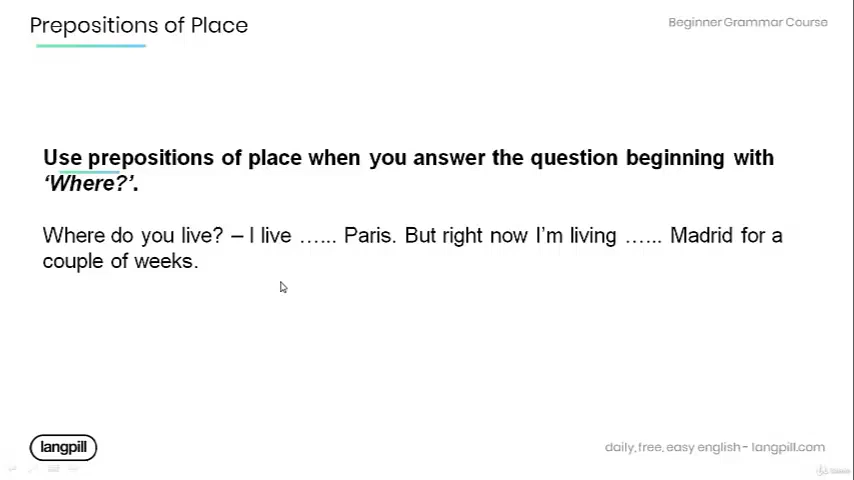 Prepositions of Place
Beginner Grammar Course
Use prepositions of place when you answer the question beginning with
‘Where?’.
Where do you live? – I live …... Paris. But right now I’m living …... Madrid for a
couple of weeks.
langpill
daily, free, easy english - langpill.com